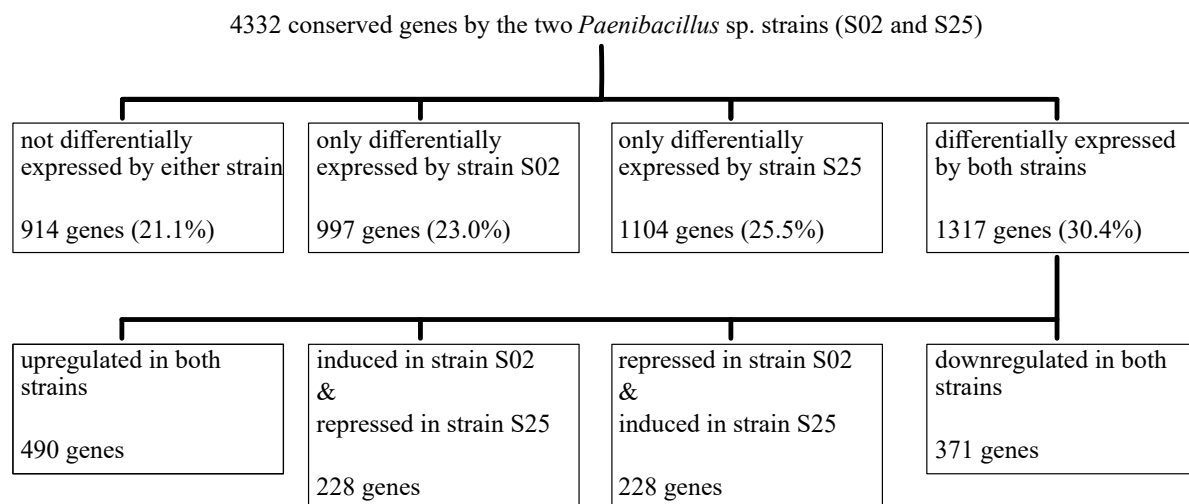 4332 conserved genes by the two Paenibacillus sp. strains (S02 and S25)
not differentially
expressed by either strain
914 genes (21.1%)
only differentially
expressed by strain S02
997 genes (23.0%)
only differentially
expressed by strain S25
1104 genes (25.5%)
differentially expressed
by both strains
1317 genes (30.4%)
upregulated in both
strains
490 genes
induced in strain S02
&
repressed in strain S25
228 genes
repressed in strain S02
&
induced in strain S25
228 genes
downregulated in both
strains
371 genes